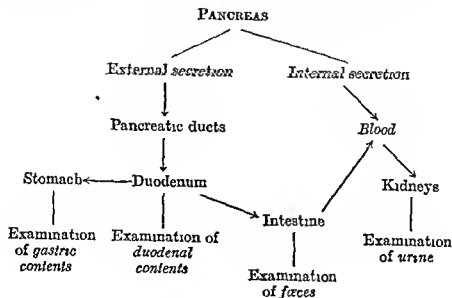 PANCREAS
External secretion
Internal secretion
Pancreatic ducts
Blood
Stomach
Duodenum
Kidneys
Intestine
Examination
of gastric
contents
Examination of
duodenal
contents
Examination
of urine
Examination
of fæces